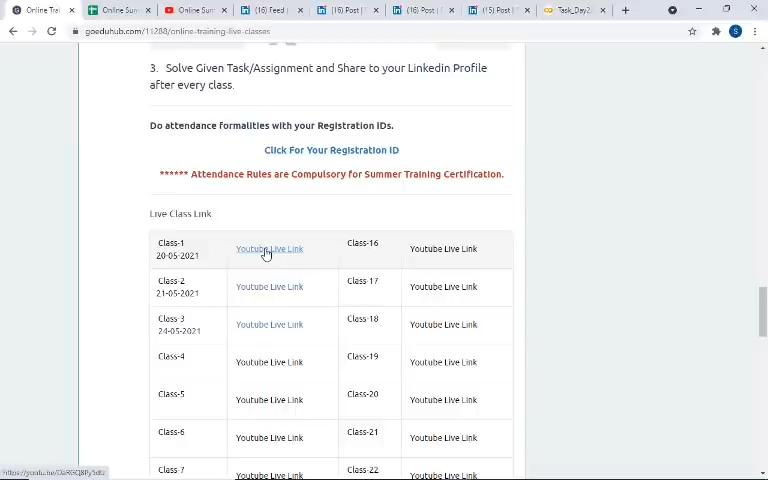 Online Trai
Online Sum
Online Sum
(16) Feed |
(16) Post |
(16) Post |
(15) Post |
Task_Day2.
goeduhub.com/11288/online-training-live-classes
S
3. Solve Given Task/Assignment and Share to your Linkedin Profile
after every class.
Do attendance formalities with your Registration IDs.
Click For Your Registration ID
****** Attendance Rules are Compulsory for Summer Training Certification.
Live Class Link
Class-1
20-05-2021
Youtube Live Link
Class-16
Youtube Live Link
Class-2
21-05-2021
Youtube Live Link
Class-17
Youtube Live Link
Class-3
24-05-2021
Youtube Live Link
Class-18
Youtube Live Link
Class-4
Youtube Live Link
Class-19
Youtube Live Link
Class-5
Youtube Live Link
Class-20
Youtube Live Link
Class-6
Youtube Live Link
Class-21
Youtube Live Link
Class-7
Youtube Live Link
Class-22
Youtube Live Link